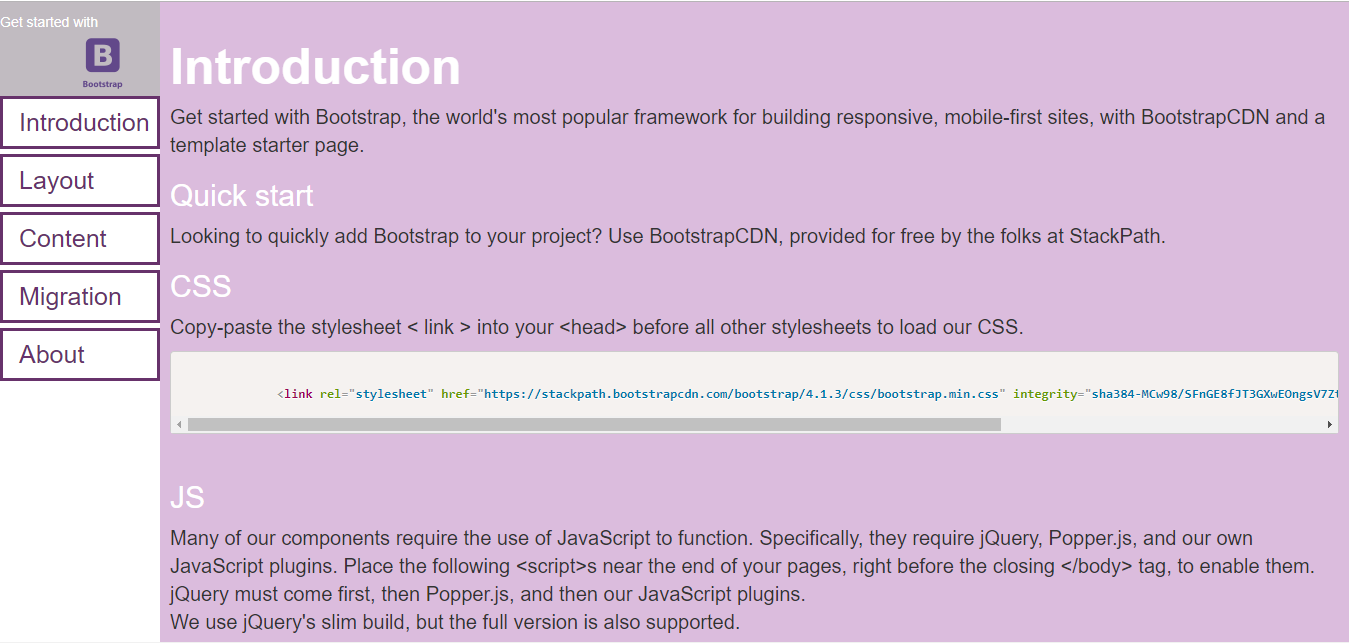 Get started with
B
Bootstrap
Introduction
Layout
Content
Migration
About
Introduction
Get started with Bootstrap, the world's most popular framework for building responsive, mobile-first sites, with BootstrapCDN and a
template starter page.
Quick start
Looking to quickly add Bootstrap to your project? Use BootstrapCDN, provided for free by the folks at StackPath.
CSS
Copy-paste the stylesheet < link > into your <head> before all other stylesheets to load our CSS.
<link rel="stylesheet" href="https://stackpath.bootstrapcdn.com/bootstrap/4.1.3/css/bootstrap.min.css" integrity="sha384-MCw98/SFnGE8fJT3GXwEOngsV7Zt
JS
Many of our components require the use of JavaScript to function. Specifically, they require jQuery, Popper.js, and our own
JavaScript plugins. Place the following <script>s near the end of your pages, right before the closing </body> tag, to enable them.
jQuery must come first, then Popper.js, and then our JavaScript plugins.
We use jQuery's slim build, but the full version is also supported.